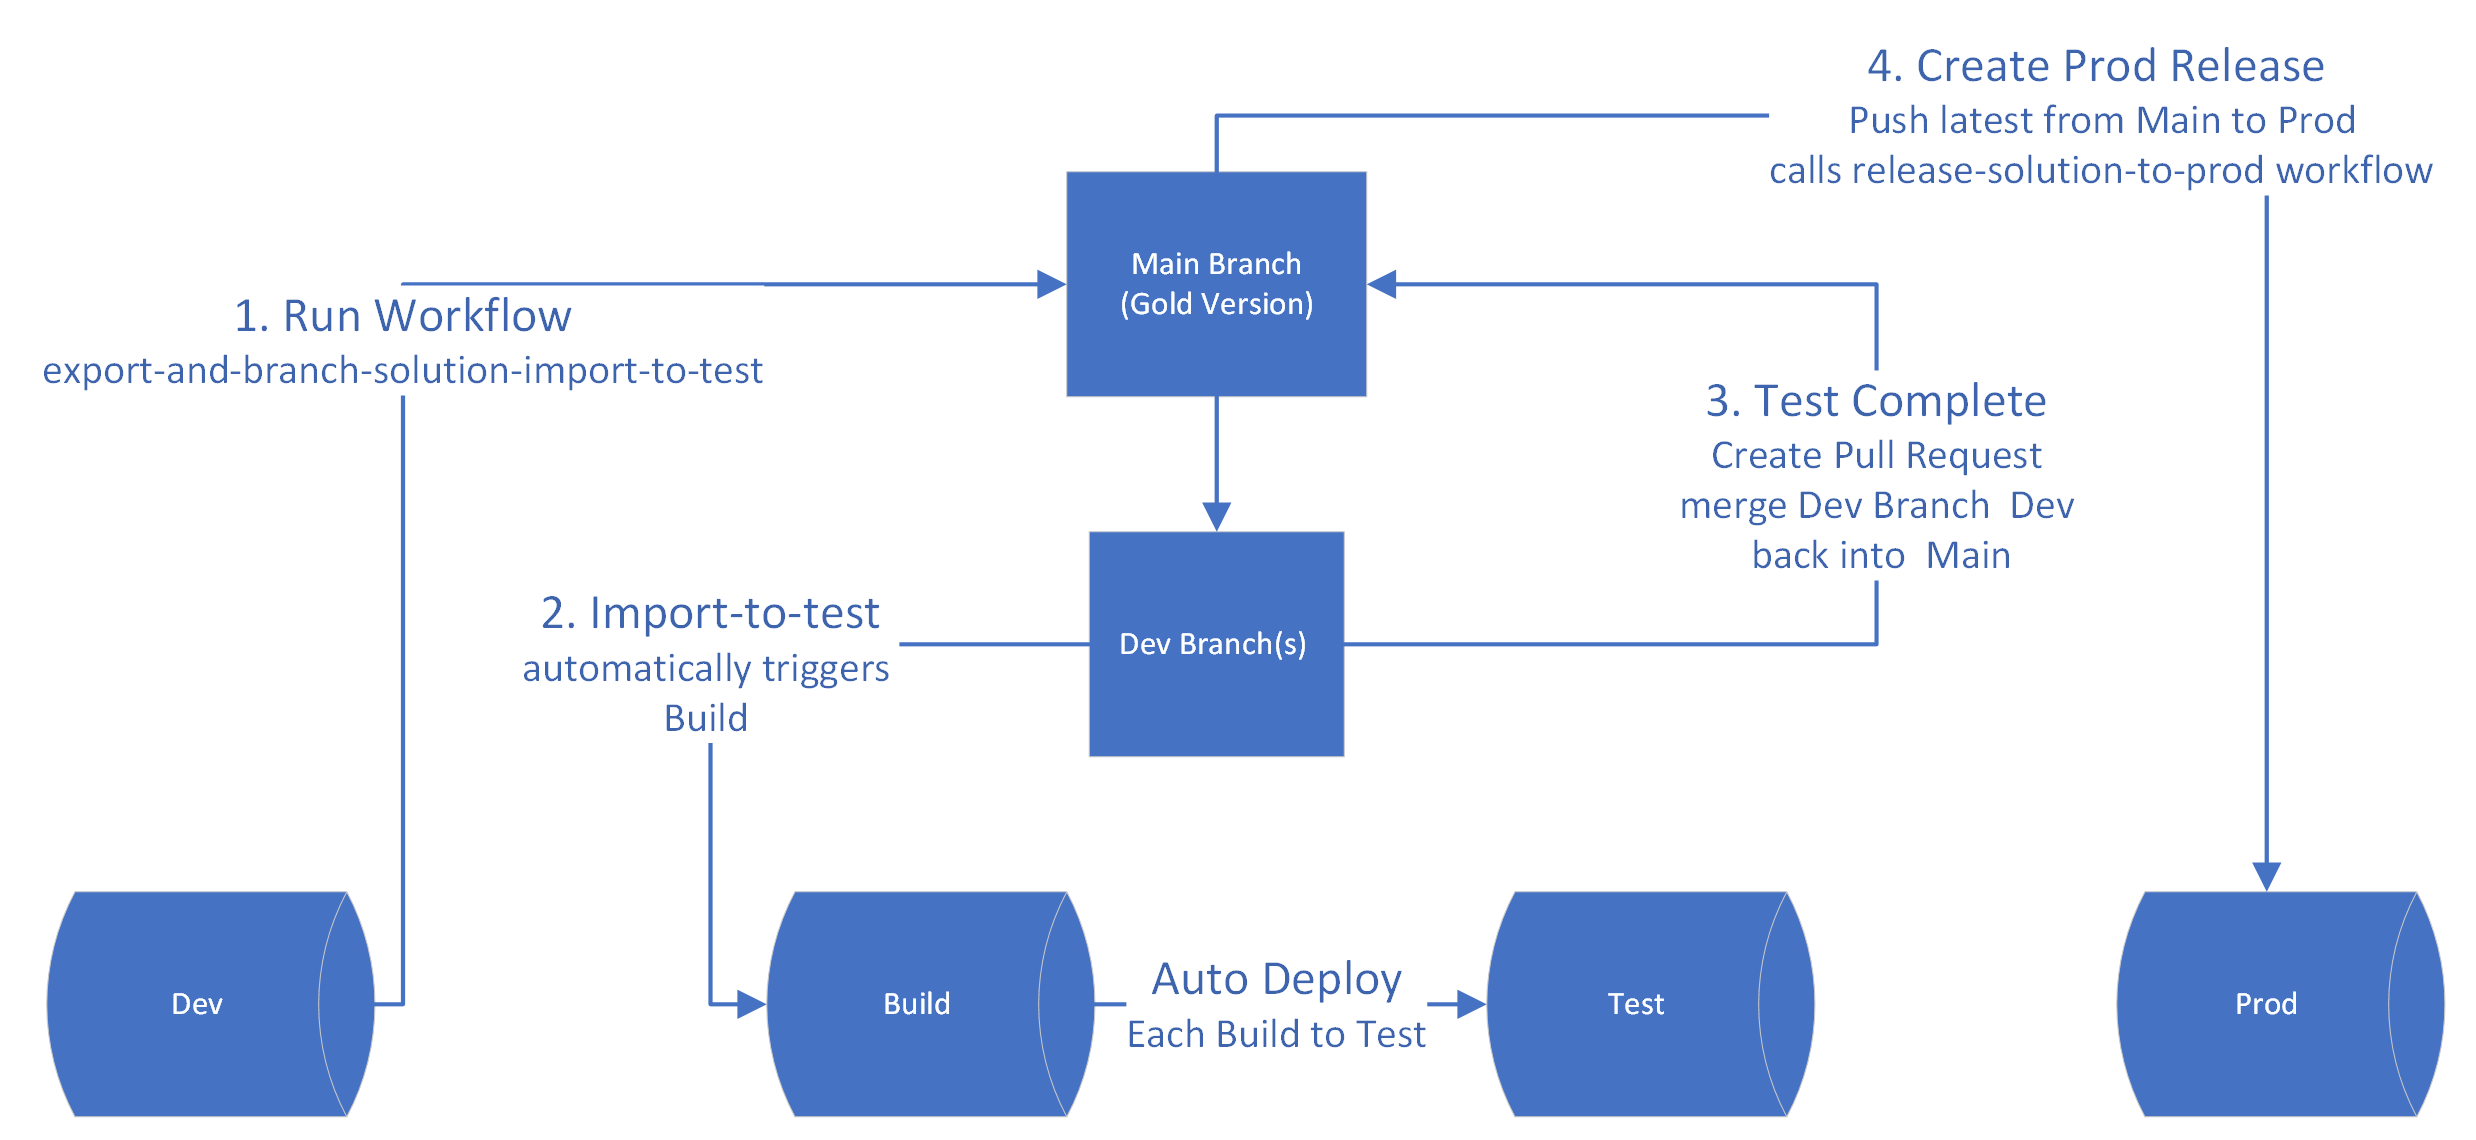 4. Create Prod Release
Push latest from Main to Prod
calls release-solution-to-prod workflow
Main Branch
(Gold Version)
1. Run Workflow
export-and-branch-solution-import-to-test
3. Test Complete
Create Pull Request
merge Dev Branch  Dev
back into  Main
2. Import-to-test
automatically triggers
Build
Dev Branch(s)
Dev
Build
Auto Deploy
Each Build to Test
Test
Prod